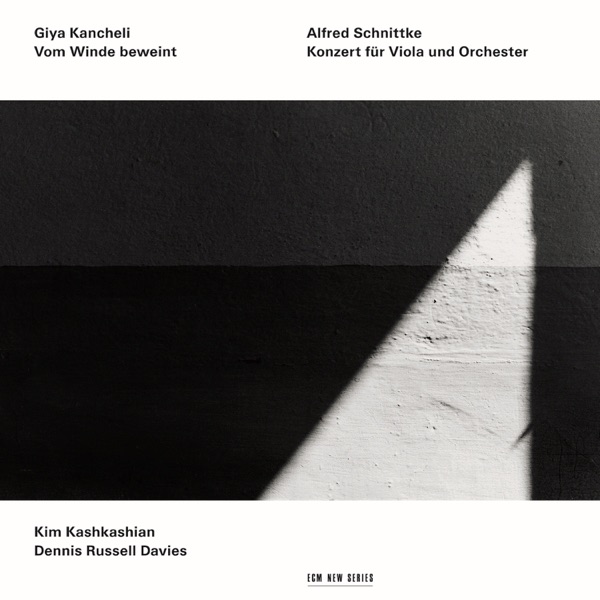 Giya Kancheli
Vom Winde beweint
Alfred Schnittke
Konzert für Viola und Orchester
Kim Kashkashian
Dennis Russell Davies
ECM NEW SERIES